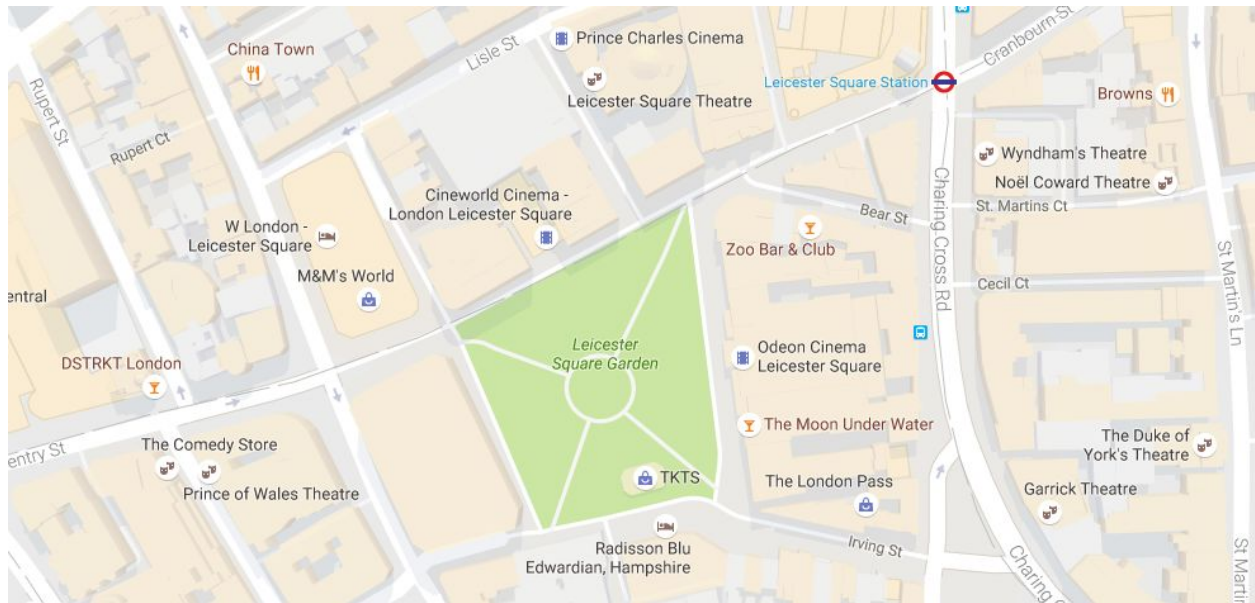 China Town
Lisle St
Prince Charles Cinema
Leicester Square Theatre
Leicester Square Station
Cranbourn St
Browns
Rupert St
Rupert Ct
Wyndham's Theatre
Noël Coward Theatre
Charing Cross Rd
St. Martins Ct
Cineworld Cinema -
London Leicester Square
Bear St
W London -
Leicester Square
Zoo Bar & Club
M&M's World
Cecil Ct
St Martin's Ln
entral
Leicester
Square Garden
Odeon Cinema
Leicester Square
DSTRKT London
The Moon Under Water
entry St
The Comedy Store
Prince of Wales Theatre
The Duke of
York's Theatre
TKTS
The London Pass
Garrick Theatre
Radisson Blu
Edwardian, Hampshire
Irving St
Charing C
St Martin